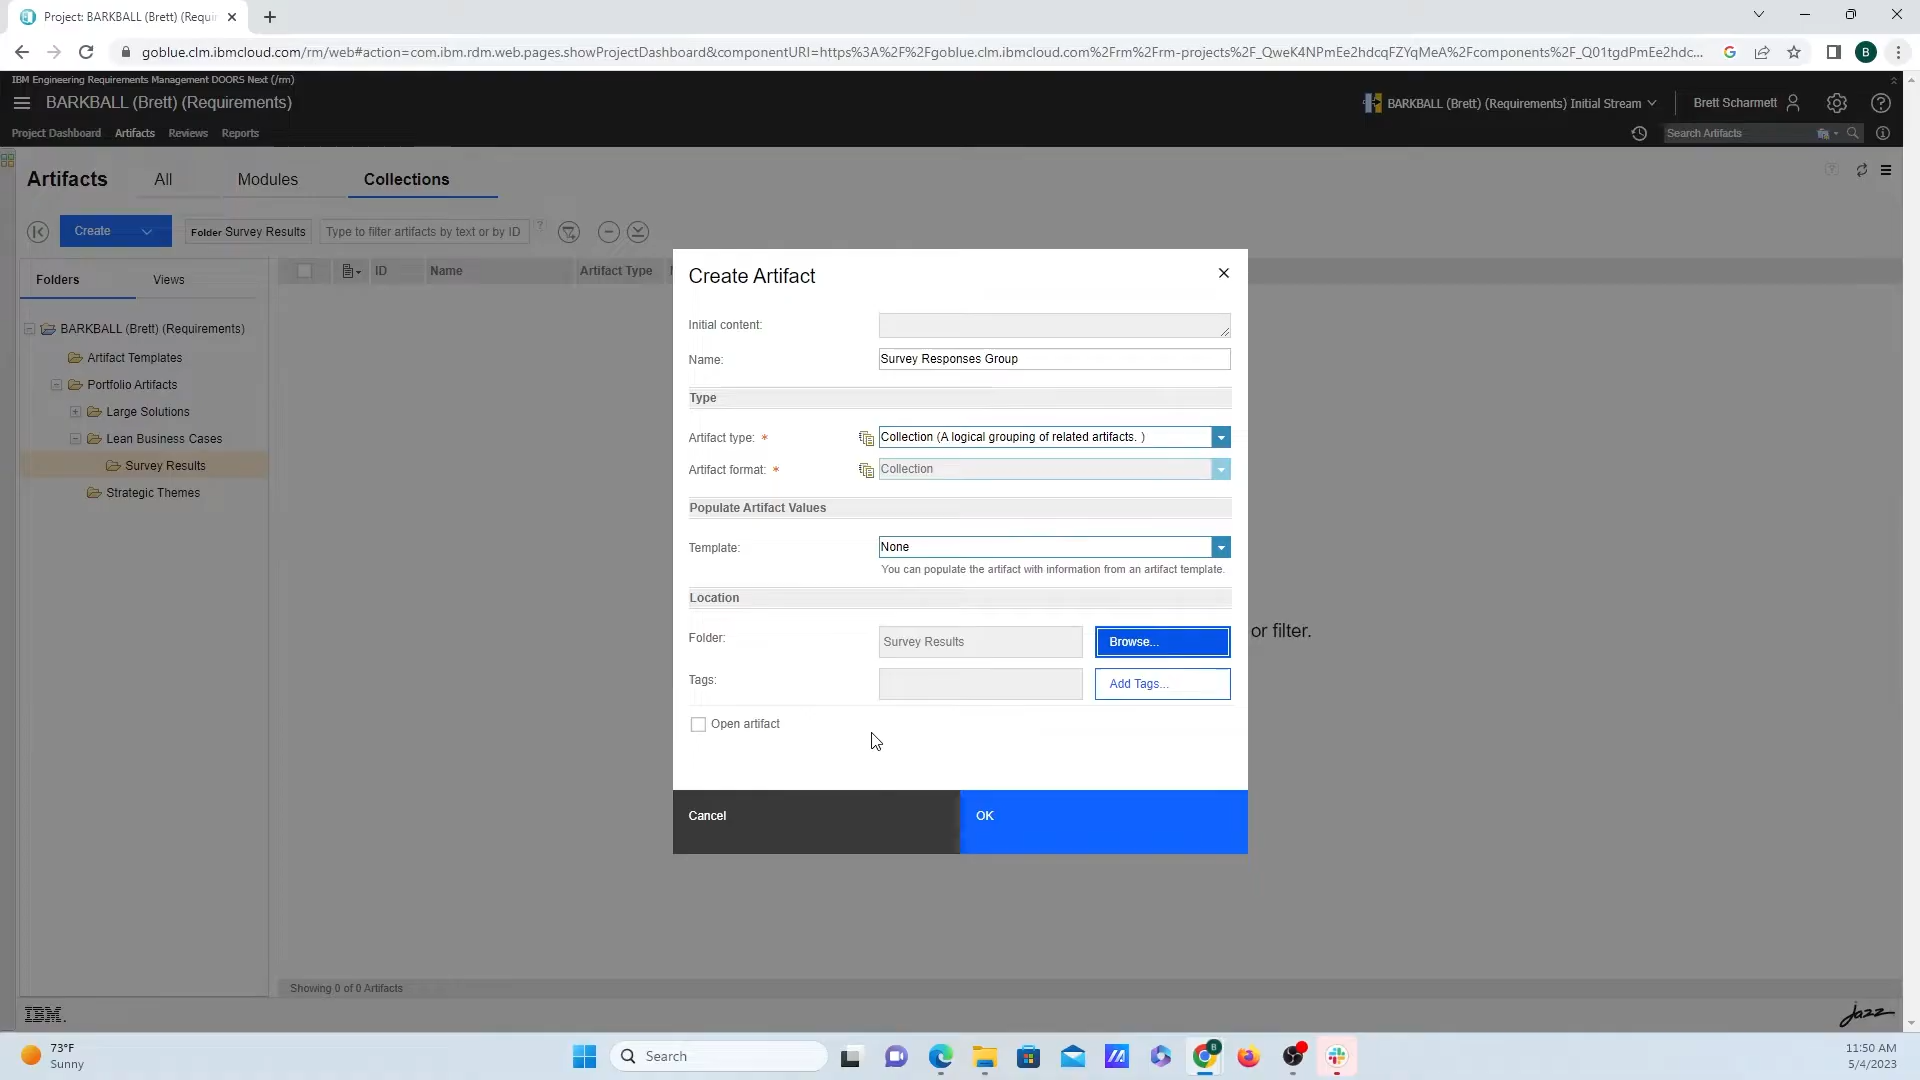 Project: BARKBALL (Brett) (Requi
goblue.clm.ibmcloud.com/rm/web#action=com.ibm.rdm.web.pages.showProjectDashboard&componentURI=https%3A%2F%2Fgoblue.clm.ibmcloud.com%2Frm%2Frm-projects%2F_QweK4NPmEe2hdcqFZYqMeA%2Fcomponents%2F_Q01tgdPmEe2hdc...
B
IBM Engineering Requirements Management DOORS Next (/rm)
BARKBALL (Brett) (Requirements)
BARKBALL (Brett) (Requirements) Initial Stream
Brett Scharmett
Project Dashboard Artifacts Reviews Reports
Search Artifacts
Artifacts All Modules Collections
Create
Folder Survey Results
Type to filter artifacts by text or by ID
?
Folders Views
ID Name Artifact Type
BARKBALL (Brett) (Requirements)
Artifact Templates
Portfolio Artifacts
Large Solutions
Lean Business Cases
Survey Results
Strategic Themes
Create Artifact
Initial content:
Name: Survey Responses Group
Type
Artifact type: * Collection (A logical grouping of related artifacts. )
Artifact format: * Collection
Populate Artifact Values
Template: None
You can populate the artifact with information from an artifact template.
Location
Folder: Survey Results Browse...
or filter.
Tags: Add Tags...
Open artifact
Cancel OK
Showing 0 of 0 Artifacts
IBM.
Jazz
73°F
Sunny
Search
B
11:50 AM
5/4/2023